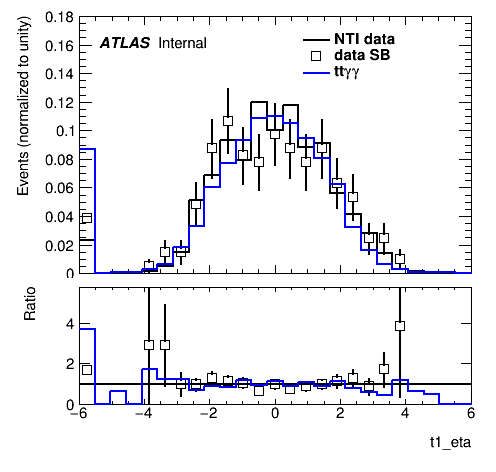 0.18
0.16
0.14
0.12
0.1
0.08
0.06
0.04
0.02
0
Events (normalized to unity)
ATLAS Internal
NTI data
data SB
ttγγ
Ratio
4
2
0
−6 −4 −2 0 2 4 6
t1_eta